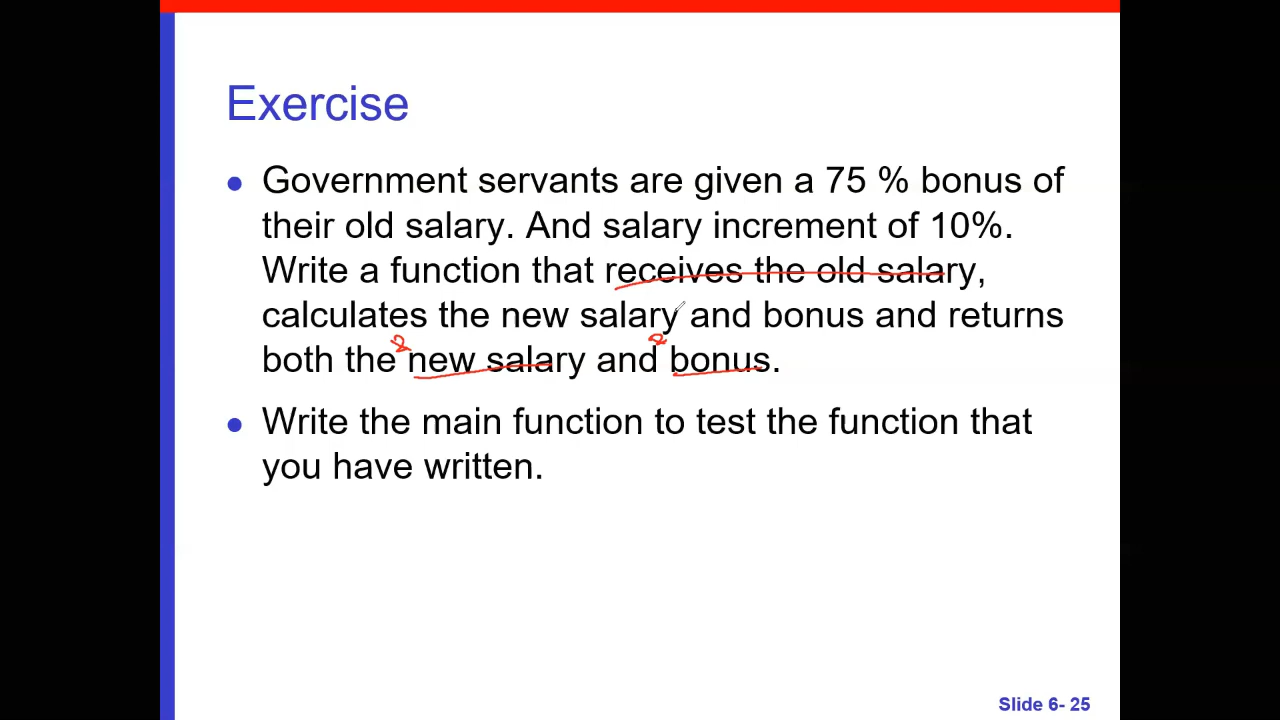 Exercise
Government servants are given a 75 % bonus of
their old salary. And salary increment of 10%.
Write a function that receives the old salary,
calculates the new salary and bonus and returns
& &
both the new salary and bonus.
Write the main function to test the function that
you have written.
Slide 6- 25